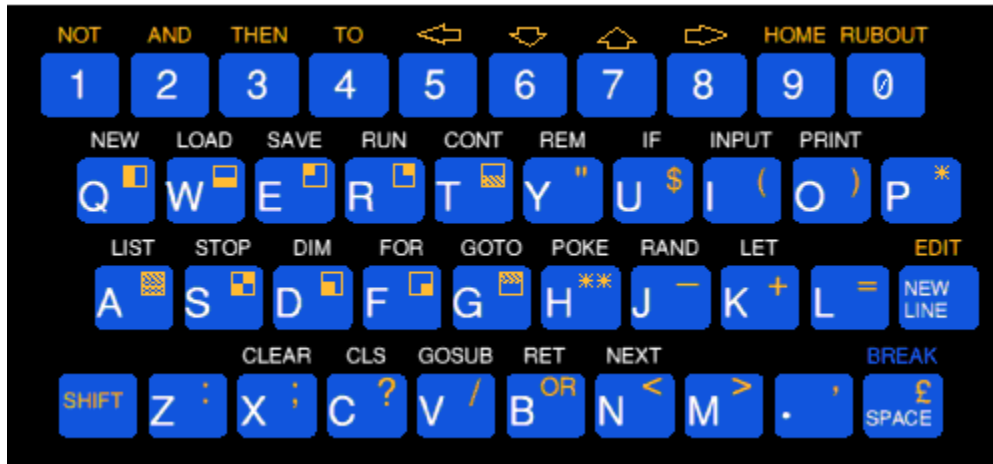 NOT AND THEN TO HOME RUBOUT
1 2 3 4 5 6 7 8 9 0
NEW LOAD SAVE RUN CONT REM IF INPUT PRINT
Q W E R T Y " U $ I ( O ) P *
LIST STOP DIM FOR GOTO POKE RAND LET EDIT
A S D F G H ** J — K + L = NEW LINE
CLEAR CLS GOSUB RET NEXT BREAK
SHIFT Z : X ; C ? V / B OR N < M > . , £ SPACE